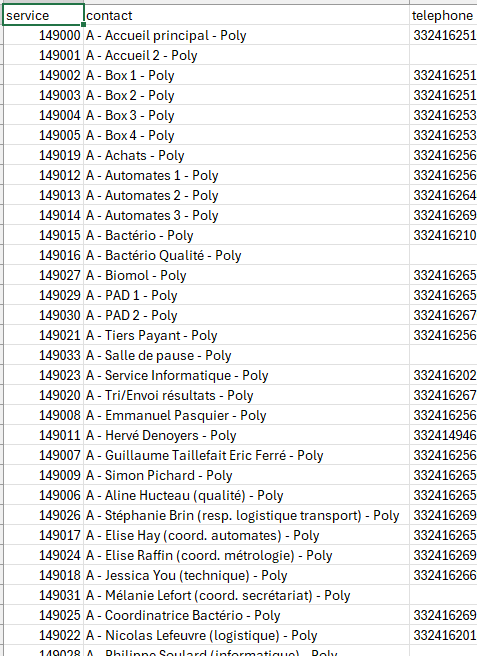 service contact telephone
149000 A - Accueil principal - Poly 332416251
149001 A - Accueil 2 - Poly
149002 A - Box 1 - Poly 332416251
149003 A - Box 2 - Poly 332416251
149004 A - Box 3 - Poly 332416253
149005 A - Box 4 - Poly 332416253
149019 A - Achats - Poly 332416256
149012 A - Automates 1 - Poly 332416256
149013 A - Automates 2 - Poly 332416264
149014 A - Automates 3 - Poly 332416269
149015 A - Bactério - Poly 332416210
149016 A - Bactério Qualité - Poly
149027 A - Biomol - Poly 332416265
149029 A - PAD 1 - Poly 332416265
149030 A - PAD 2 - Poly 332416267
149021 A - Tiers Payant - Poly 332416256
149033 A - Salle de pause - Poly
149023 A - Service Informatique - Poly 332416202
149020 A - Tri/Envoi résultats - Poly 332416267
149008 A - Emmanuel Pasquier - Poly 332416256
149011 A - Hervé Denoyers - Poly 332414946
149007 A - Guillaume Taillefait Eric Ferré - Poly 332416256
149009 A - Simon Pichard - Poly 332416265
149006 A - Aline Hucteau (qualité) - Poly 332416265
149026 A - Stéphanie Brin (resp. logistique transport) - Poly 332416269
149017 A - Elise Hay (coord. automates) - Poly 332416265
149024 A - Elise Raffin (coord. métrologie) - Poly 332416269
149018 A - Jessica You (technique) - Poly 332416266
149031 A - Mélanie Lefort (coord. secrétariat) - Poly
149025 A - Coordinatrice Bactério - Poly 332416269
149022 A - Nicolas Lefeuvre (logistique) - Poly 332416201
149028 A - Philippe Soulard (informatique) - Poly